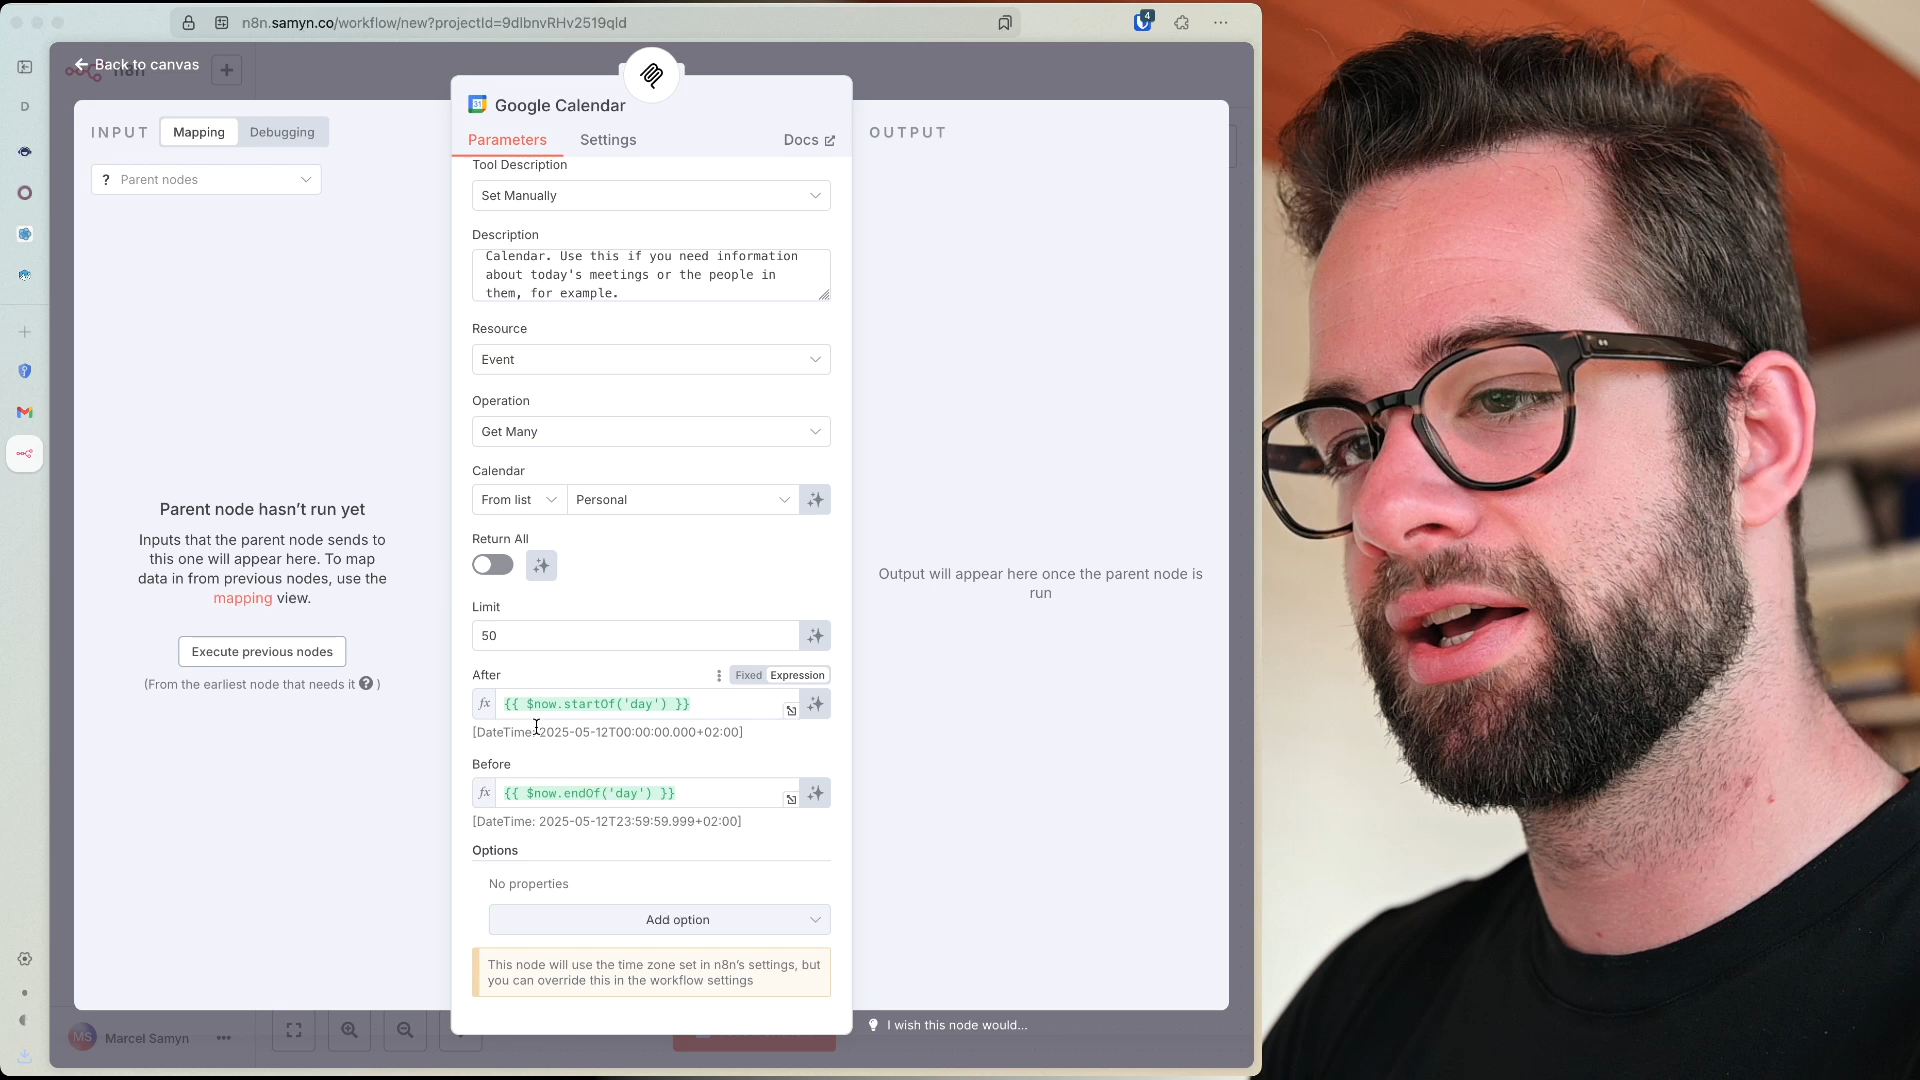 n8n.samyn.co/workflow/new?projectId=9dlbnvRHv2519qld
4
Back to canvas
Google Calendar
INPUT
Mapping
Debugging
Parameters
Settings
Docs
OUTPUT
? Parent nodes
Tool Description
Set Manually
Description
Calendar. Use this if you need information
about today's meetings or the people in
them, for example.
Resource
Event
Operation
Get Many
Calendar
From list
Personal
Return All
Limit
50
After
Fixed
Expression
fx
{{ $now.startOf('day') }}
[DateTime: 2025-05-12T00:00:00.000+02:00]
Before
fx
{{ $now.endOf('day') }}
[DateTime: 2025-05-12T23:59:59.999+02:00]
Options
No properties
Add option
This node will use the time zone set in n8n's settings, but
you can override this in the workflow settings
Parent node hasn't run yet
Inputs that the parent node sends to
this one will appear here. To map
data in from previous nodes, use the
mapping view.
Execute previous nodes
(From the earliest node that needs it ? )
Output will appear here once the parent node is
run
I wish this node would...
MS
Marcel Samyn
D
31